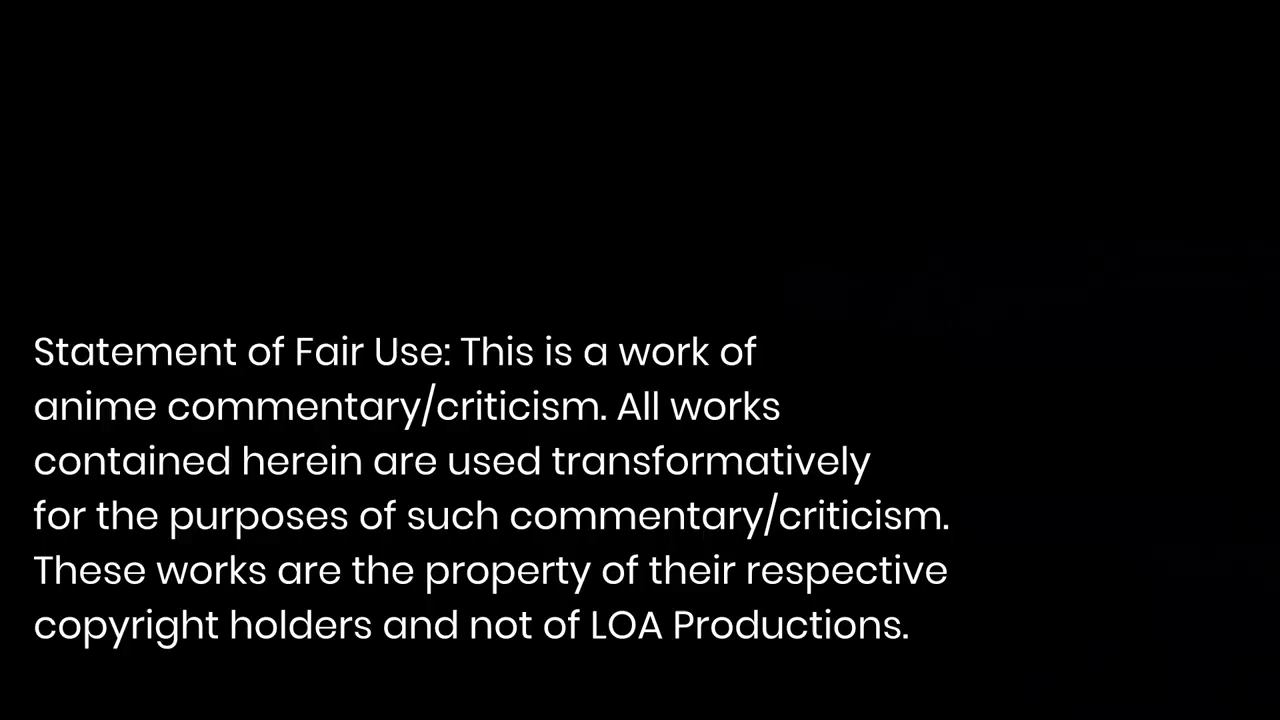 Statement of Fair Use: This is a work of
anime commentary/criticism. All works
contained herein are used transformatively
for the purposes of such commentary/criticism.
These works are the property of their respective
copyright holders and not of LOA Productions.